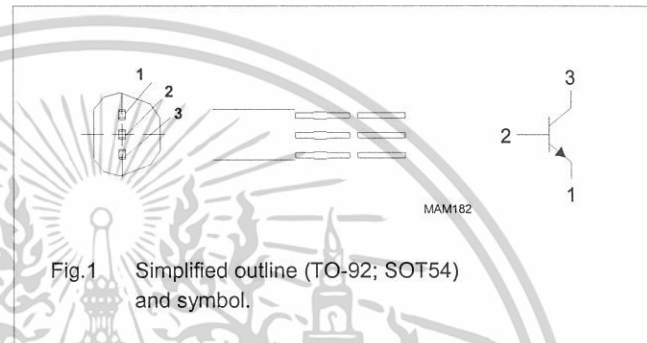 1
2
3
3
2
1
MAM182
Fig.1 Simplified outline (TO-92; SOT54)
and symbol.